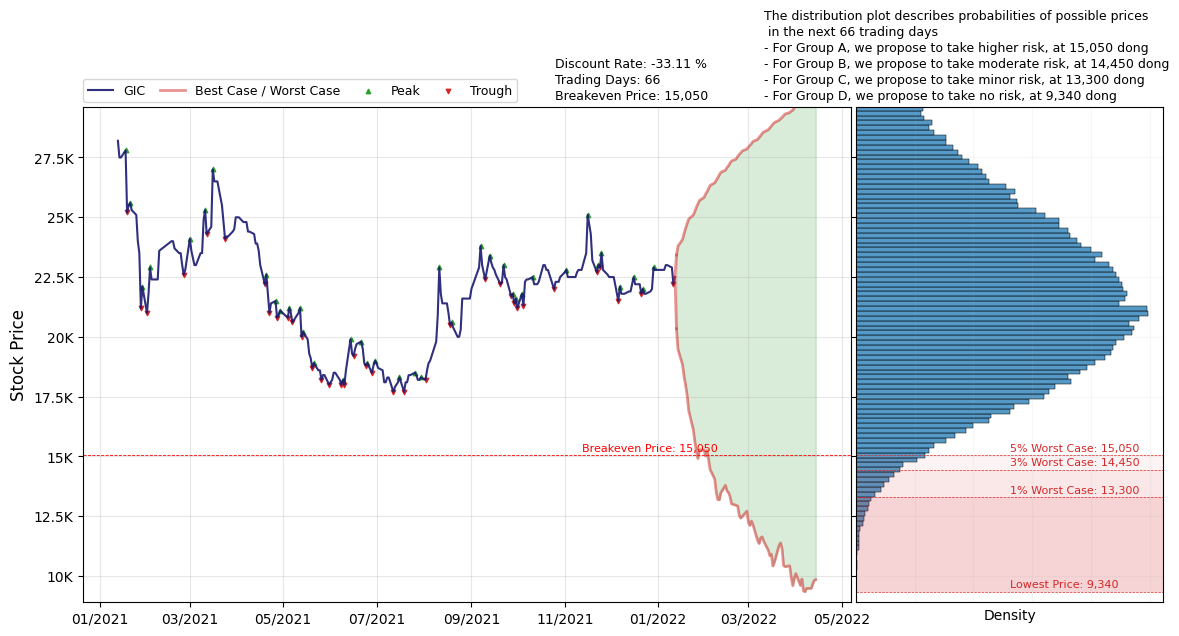 The distribution plot describes probabilities of possible prices
in the next 66 trading days
- For Group A, we propose to take higher risk, at 15,050 dong
- For Group B, we propose to take moderate risk, at 14,450 dong
- For Group C, we propose to take minor risk, at 13,300 dong
- For Group D, we propose to take no risk, at 9,340 dong
Discount Rate: -33.11 %
Trading Days: 66
Breakeven Price: 15,050
GIC
Best Case / Worst Case
Peak
Trough
Stock Price
27.5K
25K
22.5K
20K
17.5K
15K
12.5K
10K
Breakeven Price: 15,050
5% Worst Case: 15,050
3% Worst Case: 14,450
1% Worst Case: 13,300
Lowest Price: 9,340
01/2021
03/2021
05/2021
07/2021
09/2021
11/2021
01/2022
03/2022
05/2022
Density